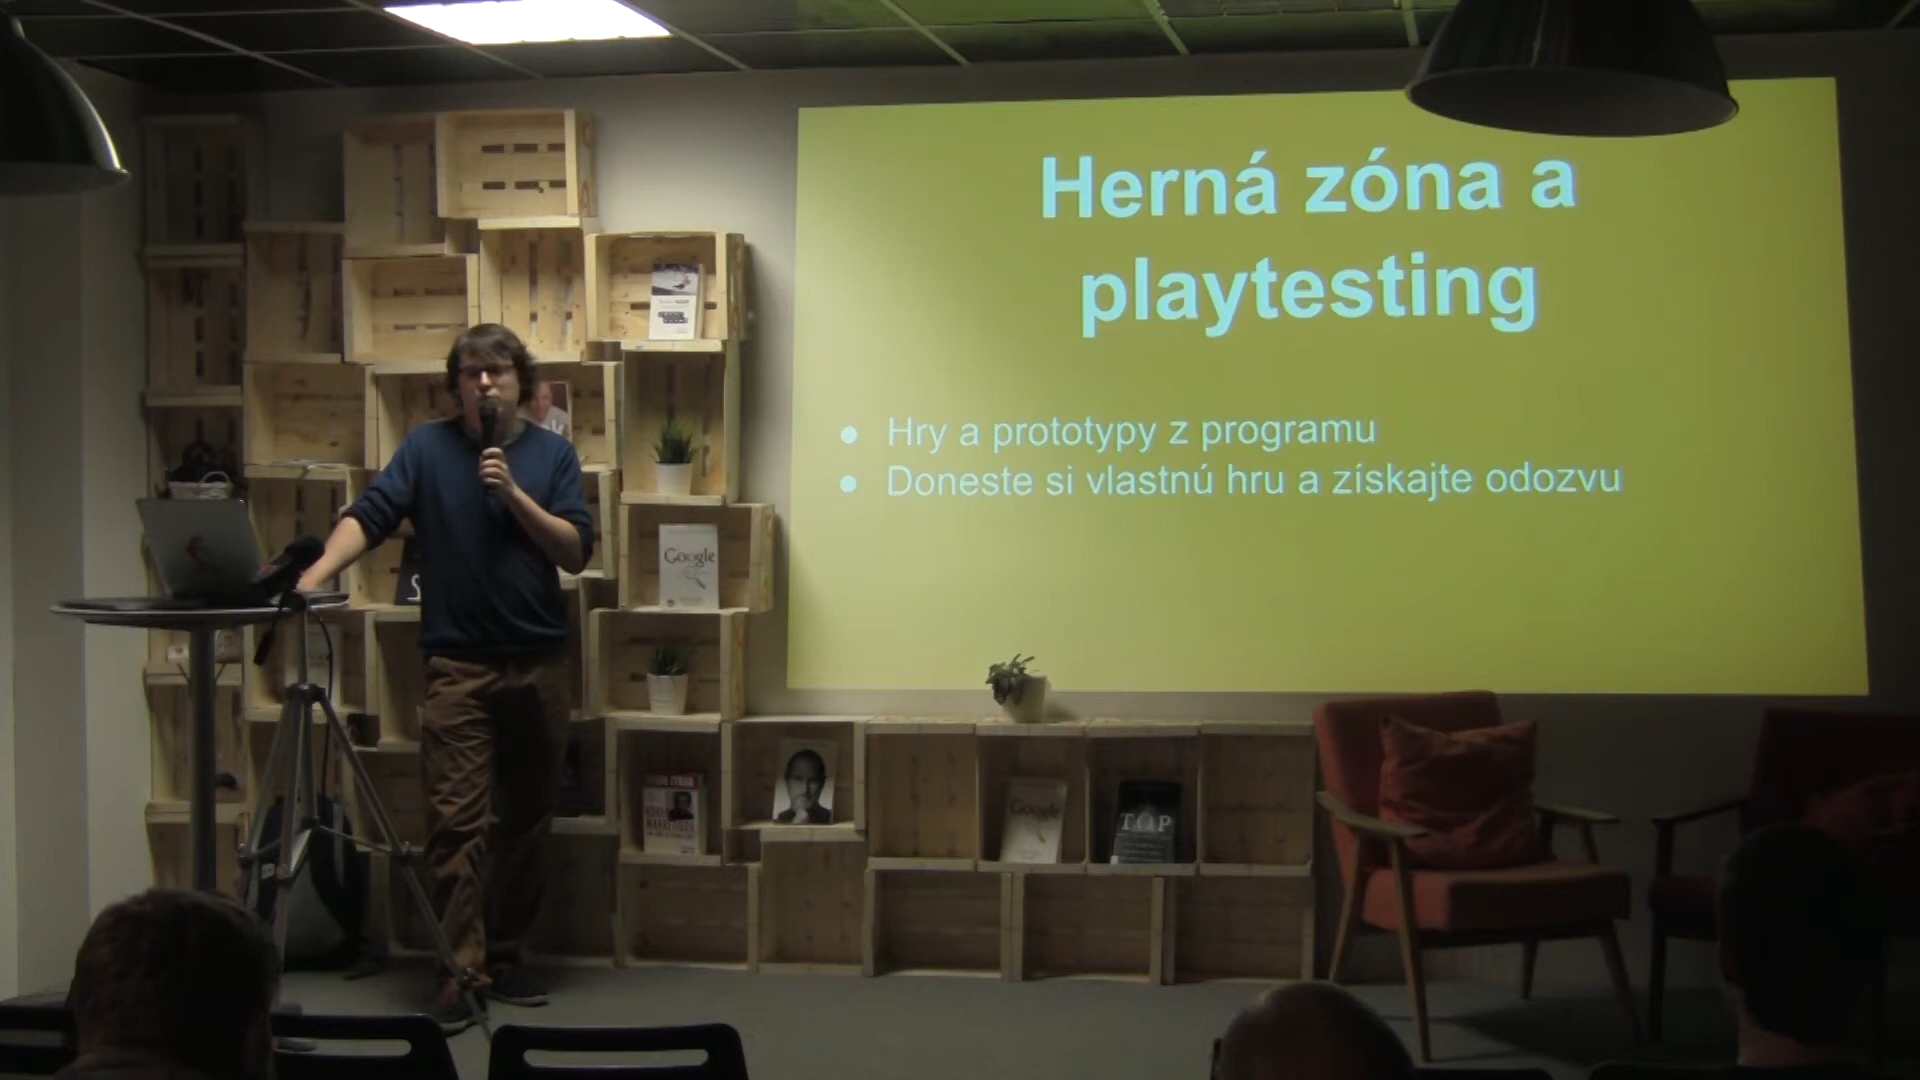 Herná zóna a
playtesting
● Hry a prototypy z programu
● Doneste si vlastnú hru a získajte odozvu
Google
Google
TOP